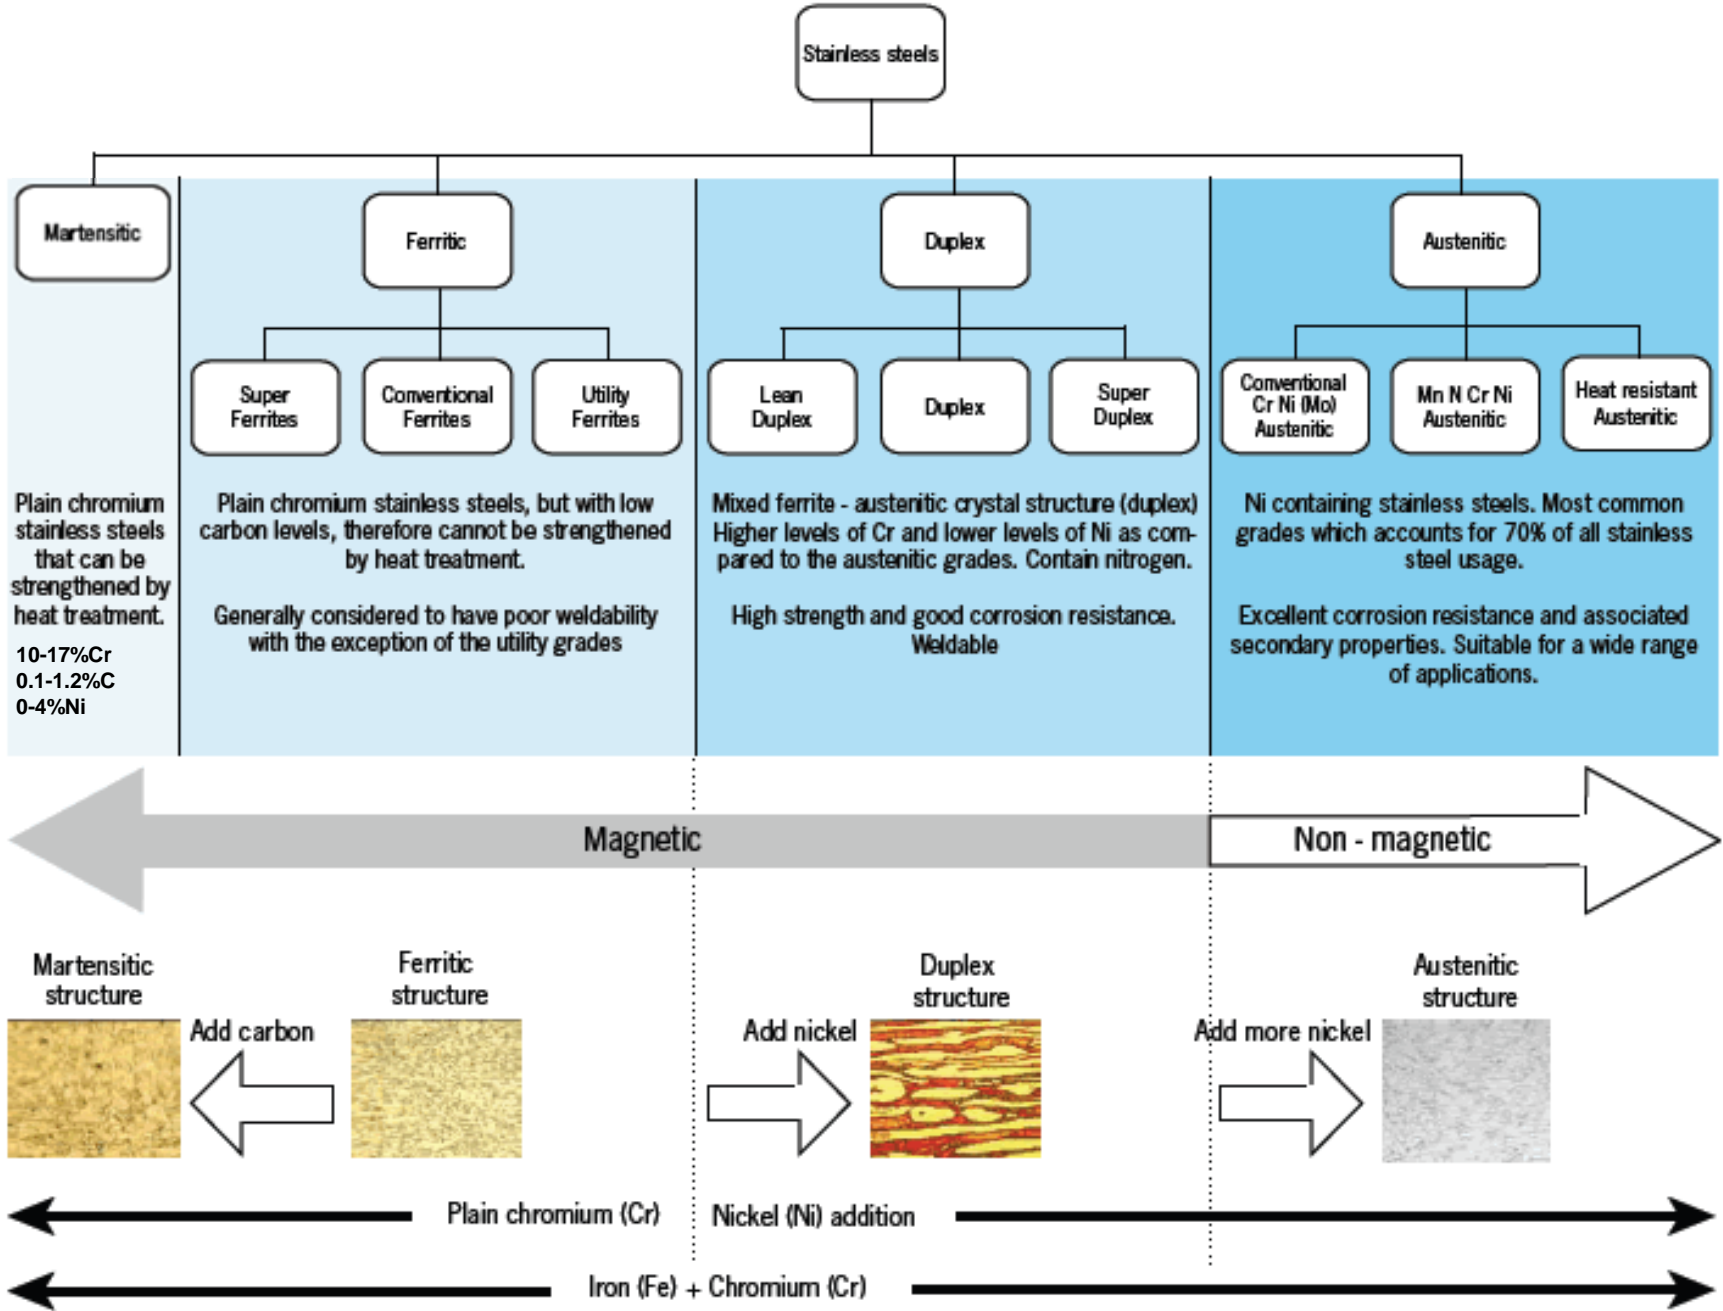 Stainless steels
Martensitic
Ferritic
Duplex
Austenitic
Super
Ferrites
Conventional
Ferrites
Utility
Ferrites
Lean
Duplex
Duplex
Super
Duplex
Conventional
Cr Ni (Mo)
Austenitic
Mn N Cr Ni
Austenitic
Heat resistant
Austenitic
Plain chromium
stainless steels
that can be
strengthened by
heat treatment.
10-17%Cr
0.1-1.2%C
0-4%Ni
Plain chromium stainless steels, but with low
carbon levels, therefore cannot be strengthened
by heat treatment.
Generally considered to have poor weldability
with the exception of the utility grades
Mixed ferrite - austenitic crystal structure (duplex)
Higher levels of Cr and lower levels of Ni as com-
pared to the austenitic grades. Contain nitrogen.
High strength and good corrosion resistance.
Weldable
Ni containing stainless steels. Most common
grades which accounts for 70% of all stainless
steel usage.
Excellent corrosion resistance and associated
secondary properties. Suitable for a wide range
of applications.
Magnetic
Non - magnetic
Martensitic
structure
Add carbon
Ferritic
structure
Add nickel
Duplex
structure
Add more nickel
Austenitic
structure
Plain chromium (Cr)
Nickel (Ni) addition
Iron (Fe) + Chromium (Cr)